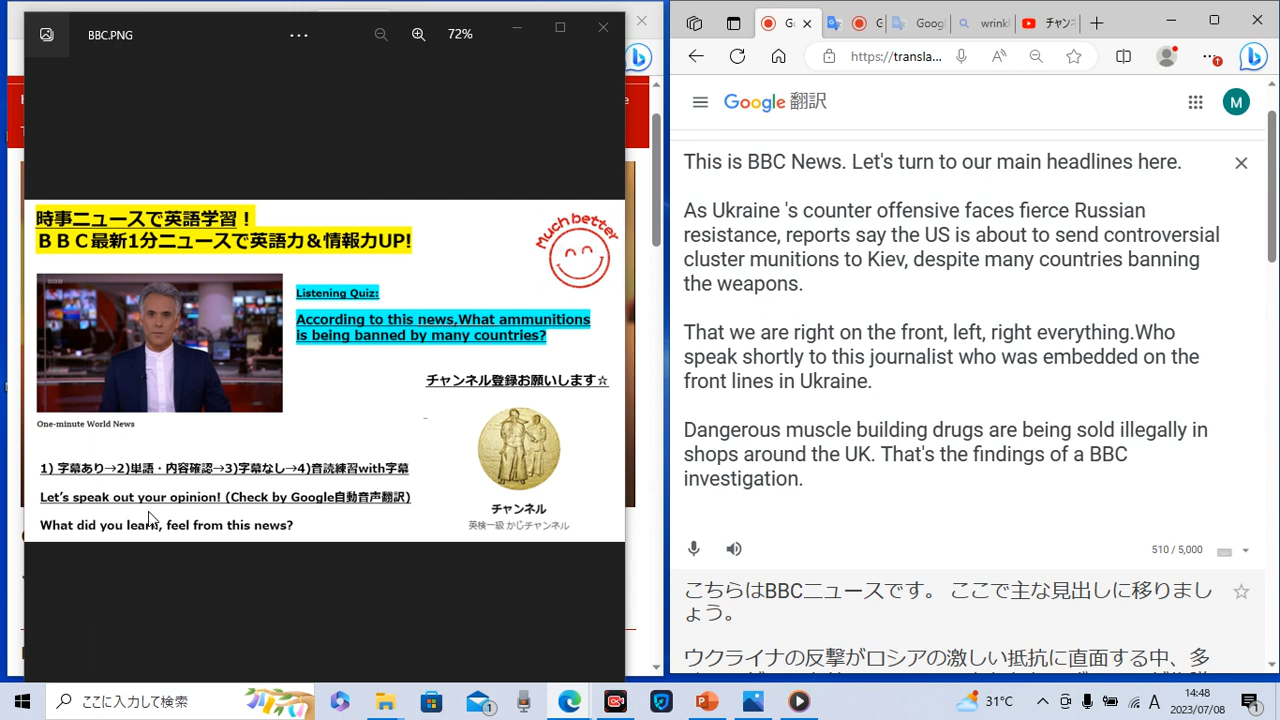 BBC.PNG
72%
時事ニュースで英語学習！
ＢＢＣ最新1分ニュースで英語力＆情報力UP!
Much better
BBC
Listening Quiz:
According to this news,What ammunitions
is being banned by many countries?
チャンネル登録お願いします☆
One-minute World News
1) 字幕あり→2)単語・内容確認→3)字幕なし→4)音読練習with字幕
Let's speak out your opinion! (Check by Google自動音声翻訳)
What did you learn, feel from this news?
チャンネル
英検一級 かじチャンネル
G
G
Googl
wrinkl
チャン
https://transla...
Google 翻訳
M
This is BBC News. Let's turn to our main headlines here.
As Ukraine 's counter offensive faces fierce Russian
resistance, reports say the US is about to send controversial
cluster munitions to Kiev, despite many countries banning
the weapons.
That we are right on the front, left, right everything.Who
speak shortly to this journalist who was embedded on the
front lines in Ukraine.
Dangerous muscle building drugs are being sold illegally in
shops around the UK. That's the findings of a BBC
investigation.
510 / 5,000
こちらはBBCニュースです。 ここで主な見出しに移りまし
ょう。
ウクライナの反撃がロシアの激しい抵抗に直面する中、多
ここに入力して検索
1
31°C
A
14:48
2023/07/08
1